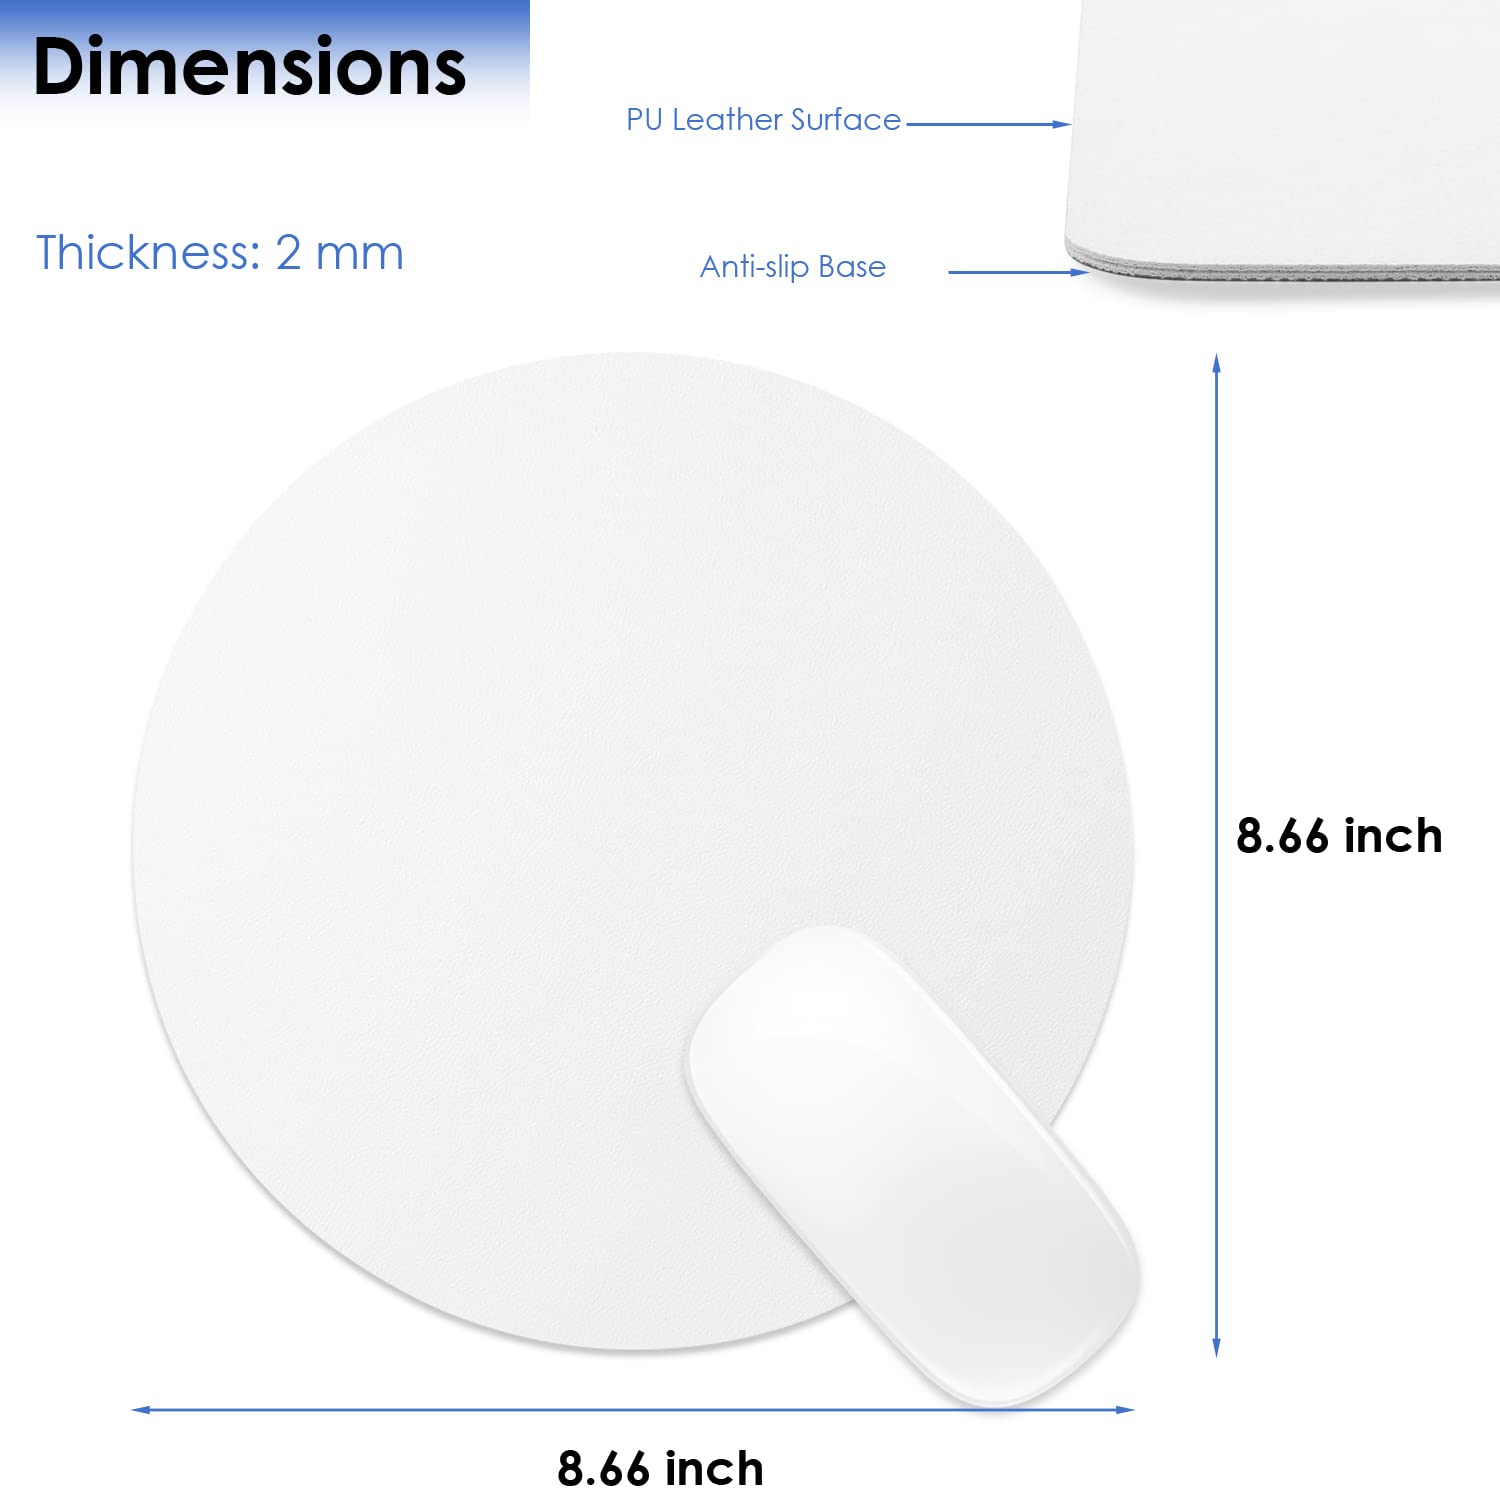 Dimensions
PU Leather Surface
Thickness: 2 mm
Anti-slip Base
8.66 inch
8.66 inch